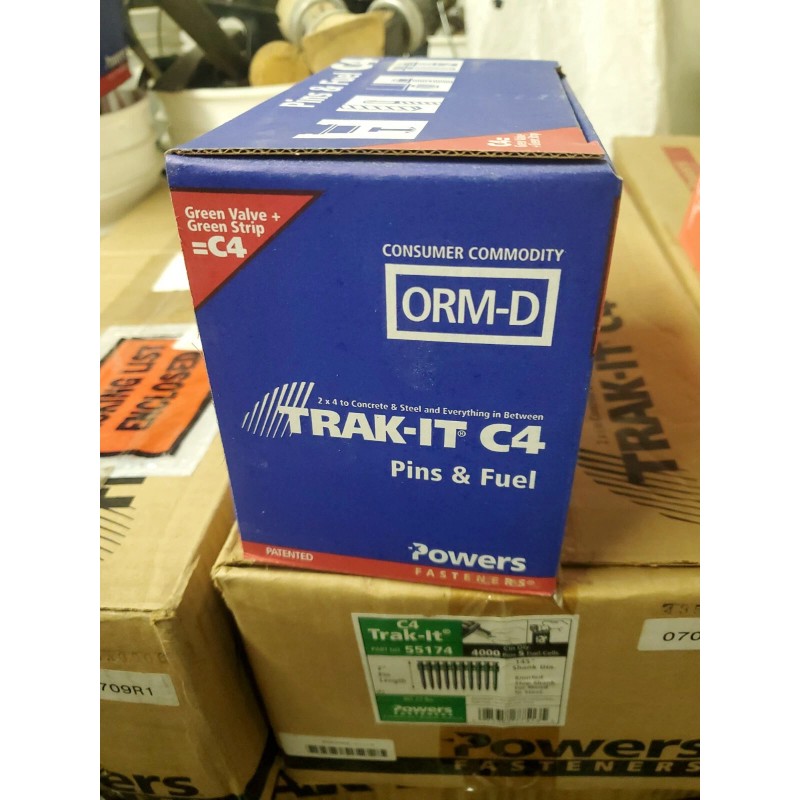 Pins & Fuel C4
Green Valve +
Green Strip
=C4
CONSUMER COMMODITY
ORM-D
2 x 4 to Concrete & Steel and Everything in Between
TRAK-IT® C4
Pins & Fuel
PATENTED
Powers
FASTENERS®
LIST
ENCLOSED
TRAK-IT C4
C4
Trak-It®
55174
4000
Powers
FASTENERS
709R1
070
Powers
FASTENERS